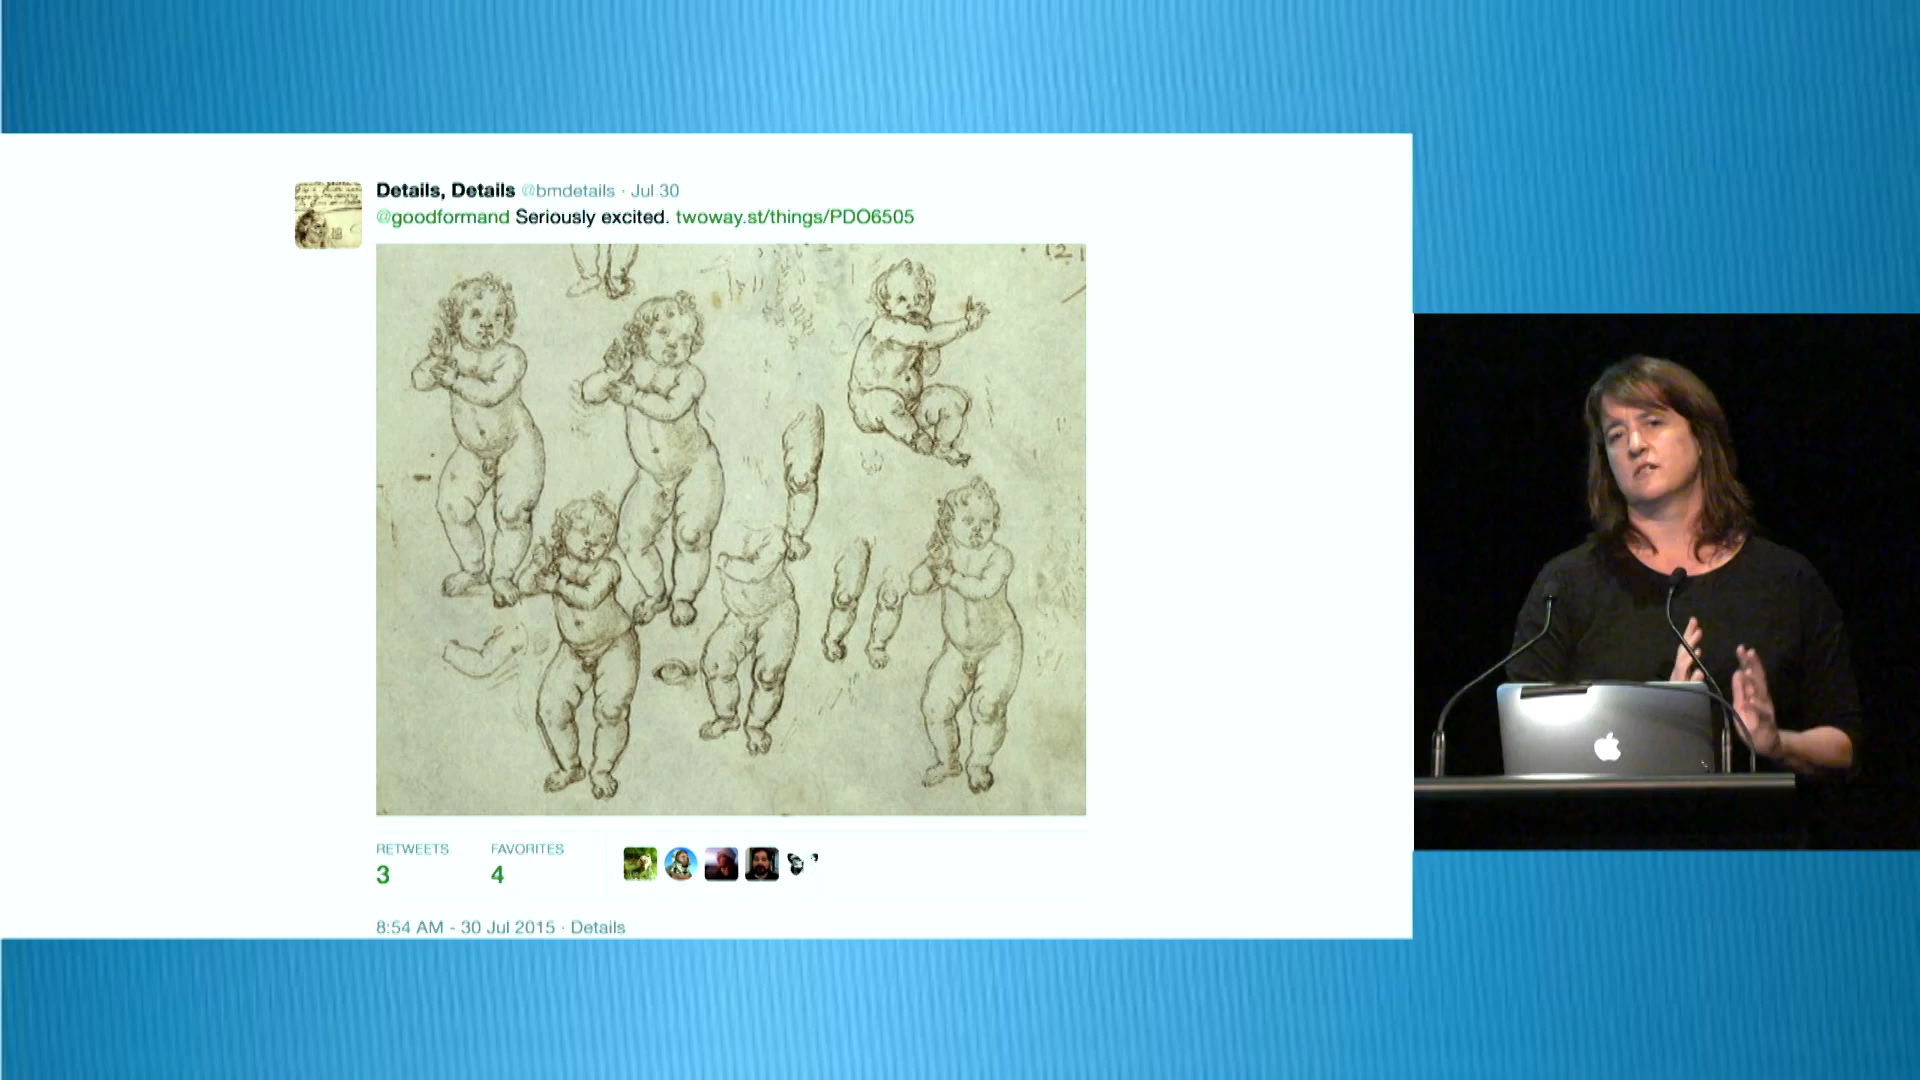 Details, Details @bmdetails · Jul 30
@goodformand Seriously excited. twoway.st/things/PDO6505
RETWEETS FAVORITES
3 4
8:54 AM - 30 Jul 2015 · Details